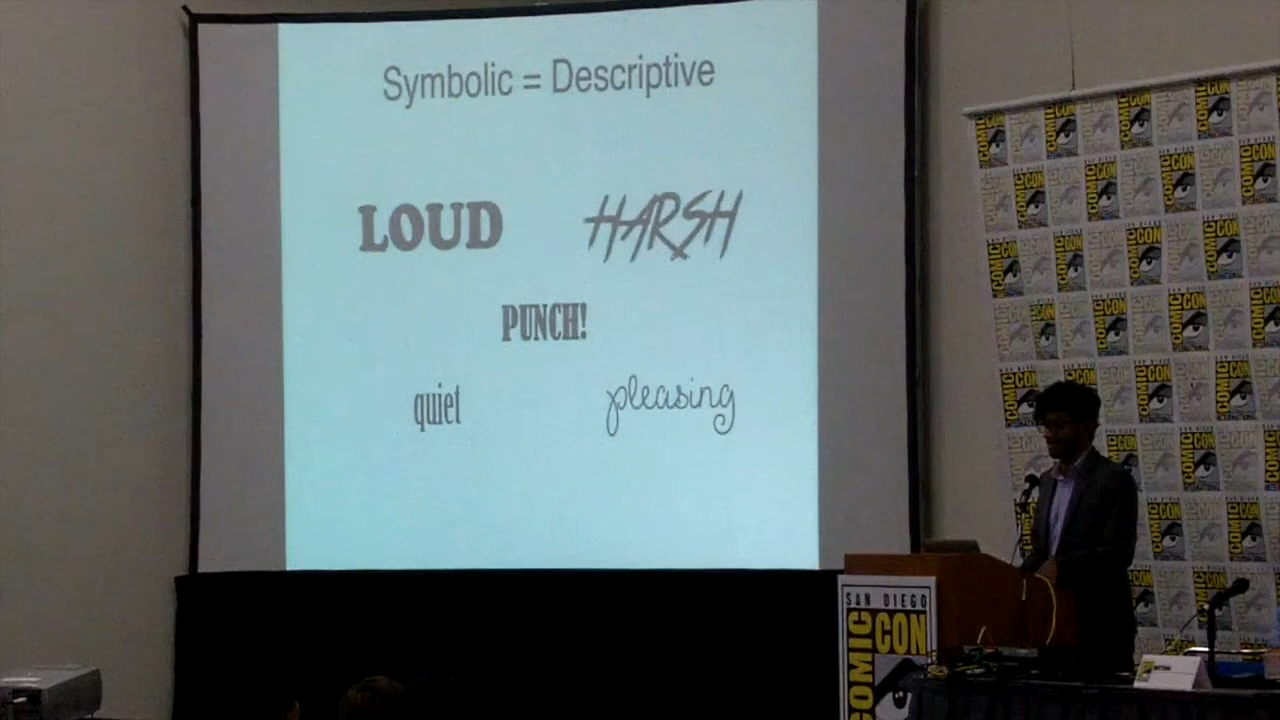 Symbolic = Descriptive
LOUD HARSH
PUNCH!
quiet pleasing
SAN DIEGO
COMIC CON